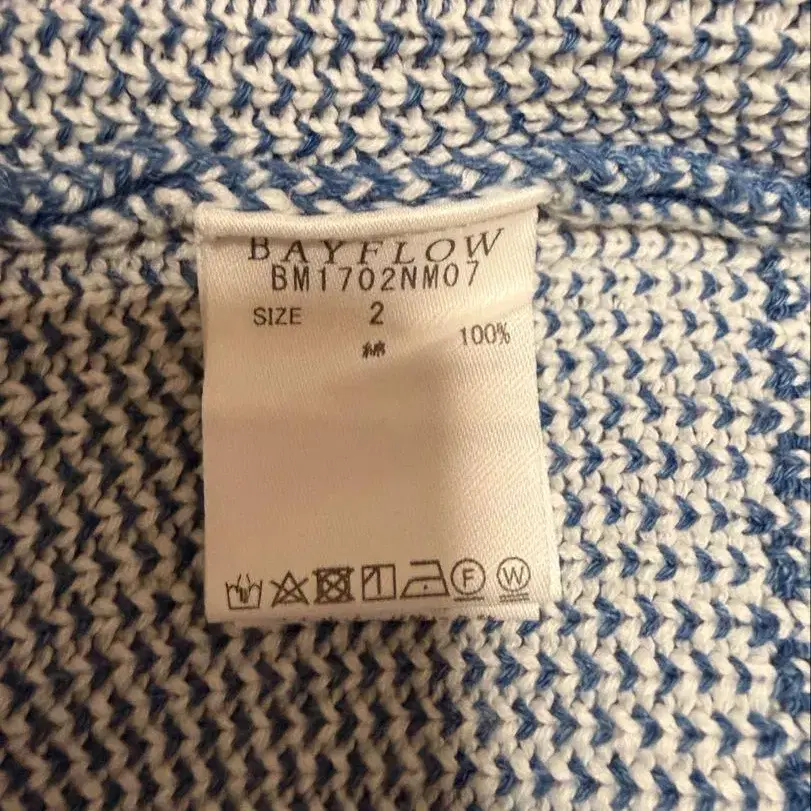 BAYFLOW
BM1702NM07
SIZE 2
綿 100%
F W